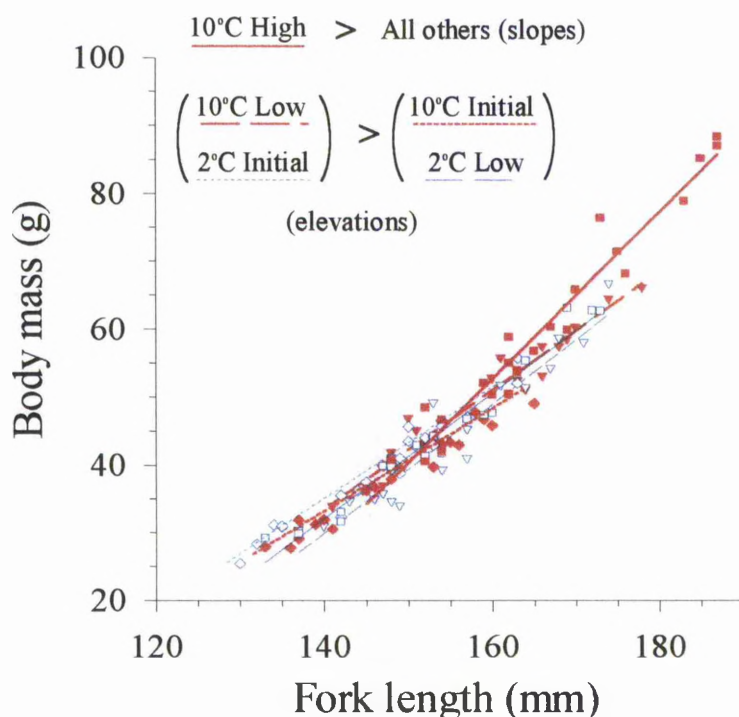 10°C High > All others (slopes)
10°C Low > 10°C Initial
2°C Initial 2°C Low
(elevations)
Body mass (g)
100
80
60
40
20
120 140 160 180
Fork length (mm)